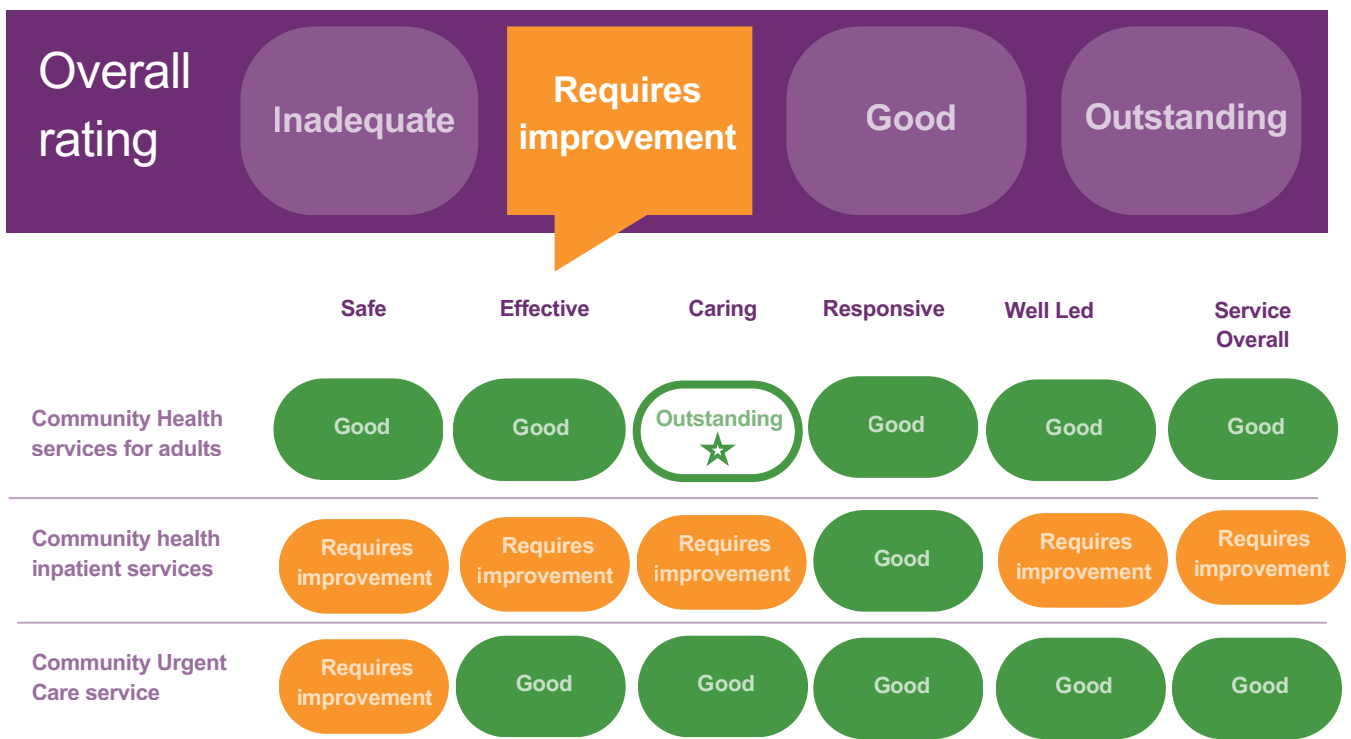 Overall
rating
Inadequate
Requires
improvement
Good
Outstanding
Safe
Effective
Caring
Responsive
Well Led
Service
Overall
Community Health
services for adults
Good
Good
Outstanding
Good
Good
Good
Community health
inpatient services
Requires
improvement
Requires
improvement
Requires
improvement
Good
Requires
improvement
Requires
improvement
Community Urgent
Care service
Requires
improvement
Good
Good
Good
Good
Good